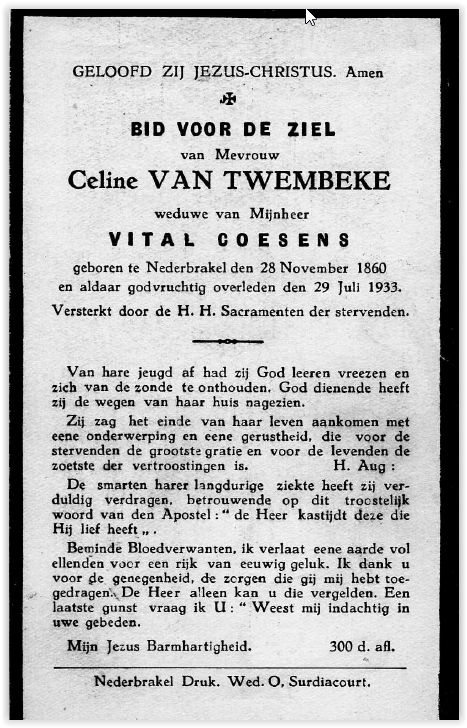 GELOOFD ZIJ JEZUS-CHRISTUS. Amen
BID VOOR DE ZIEL
van Mevrouw
Celine VAN TWEMBEKE
weduwe van Mijnheer
VITAL COESENS
geboren te Nederbrakel den 28 November 1860
en aldaar godvruchtig overleden den 29 Juli 1933.
Versterkt door de H. H. Sacramenten der stervenden.
Van hare jeugd af had zij God leeren vreezen en
zich van de zonde te onthouden. God dienende heeft
zij de wegen van haar huis nagezien.
Zij zag het einde van haar leven aankomen met
eene onderwerping en eene gerustheid, die voor de
stervenden de grootste gratie en voor de levenden de
zoetste der vertroostingen is. H. Aug :
De smarten harer langdurige ziekte heeft zij ver-
duldig verdragen, betrouwende op dit troostelijk
woord van den Apostel : “ de Heer kastijdt deze die
Hij lief heeft „ .
Beminde Bloedverwanten, ik verlaat eene aarde vol
ellenden voor een rijk van eeuwig geluk. Ik dank u
voor de genegenheid, de zorgen die gij mij hebt toe-
gedragen. De Heer alleen kan u die vergelden. Een
laatste gunst vraag ik U : “ Weest mij indachtig in
uwe gebeden.
Mijn Jezus Barmhartigheid. 300 d. afl.
Nederbrakel Druk. Wed. O, Surdiacourt.